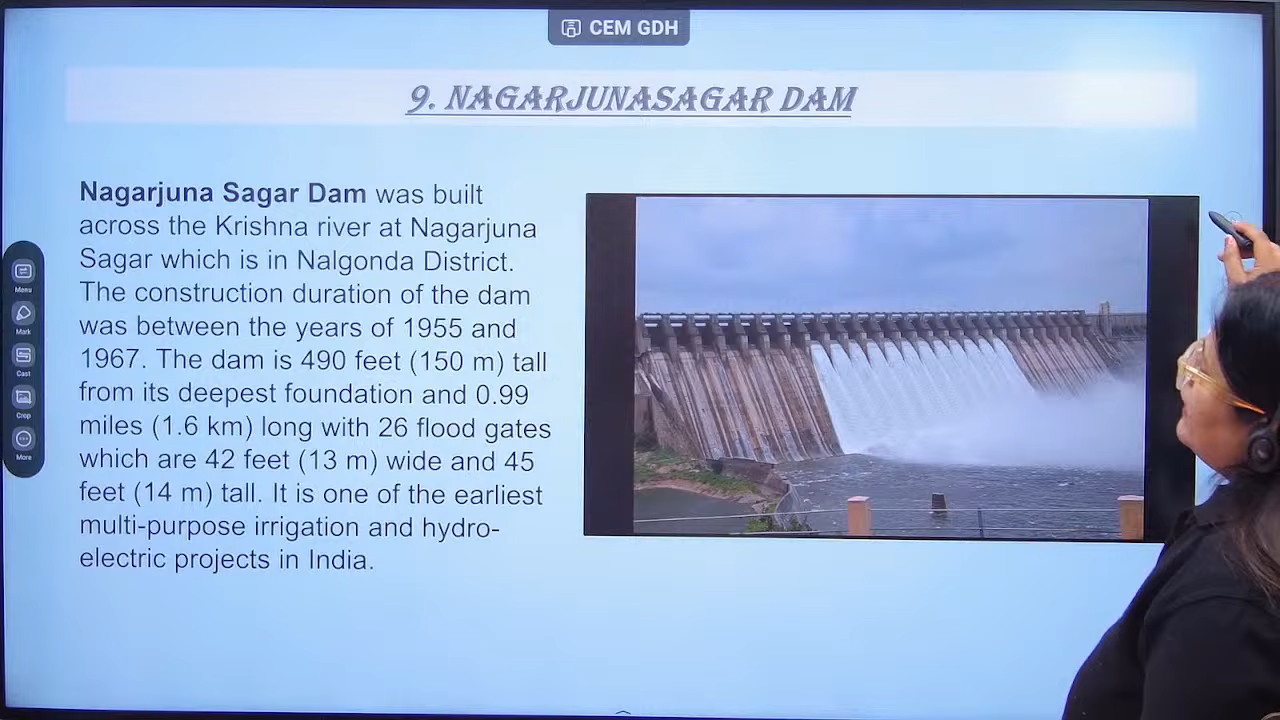 CEM GDH
9. NAGARJUNASAGAR DAM
Nagarjuna Sagar Dam was built
across the Krishna river at Nagarjuna
Sagar which is in Nalgonda District.
The construction duration of the dam
was between the years of 1955 and
1967. The dam is 490 feet (150 m) tall
from its deepest foundation and 0.99
miles (1.6 km) long with 26 flood gates
which are 42 feet (13 m) wide and 45
feet (14 m) tall. It is one of the earliest
multi-purpose irrigation and hydro-
electric projects in India.
Menu
Mark
Cast
Crop
More